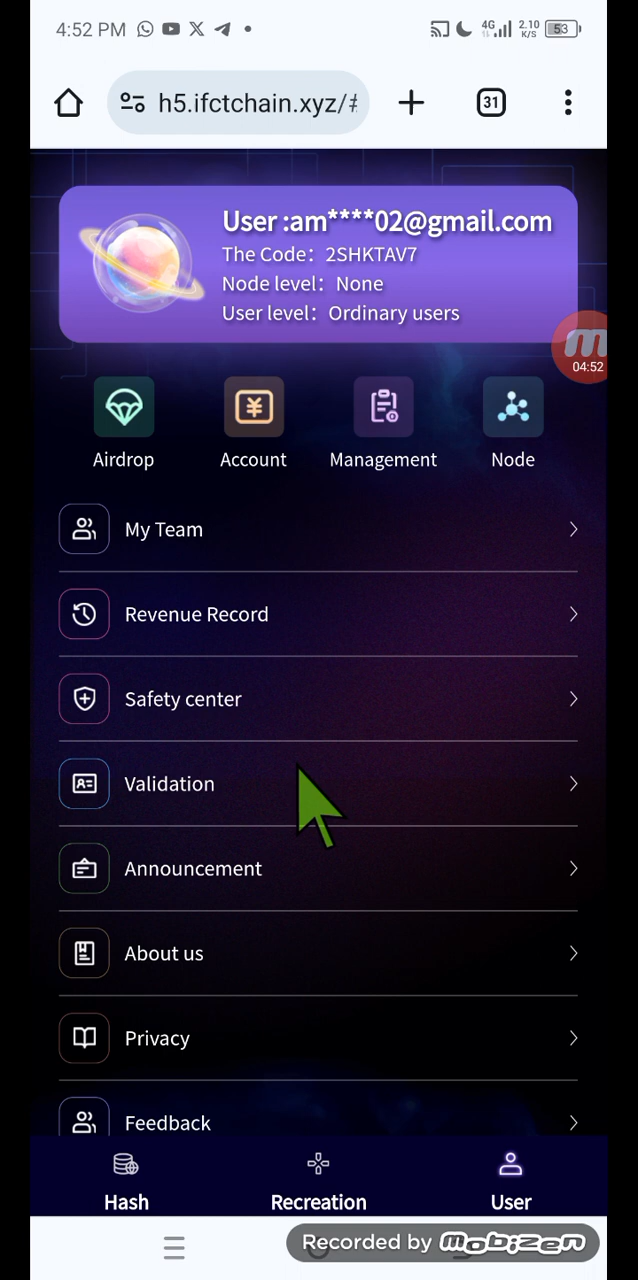 4:52 PM
4G
2.10
K/S
53
h5.ifctchain.xyz/#
31
User :am****02@gmail.com
The Code: 2SHKTAV7
Node level: None
User level: Ordinary users
04:52
Airdrop
Account
Management
Node
My Team
Revenue Record
Safety center
Validation
Announcement
About us
Privacy
Feedback
Hash
Recreation
User
Recorded by mobizen